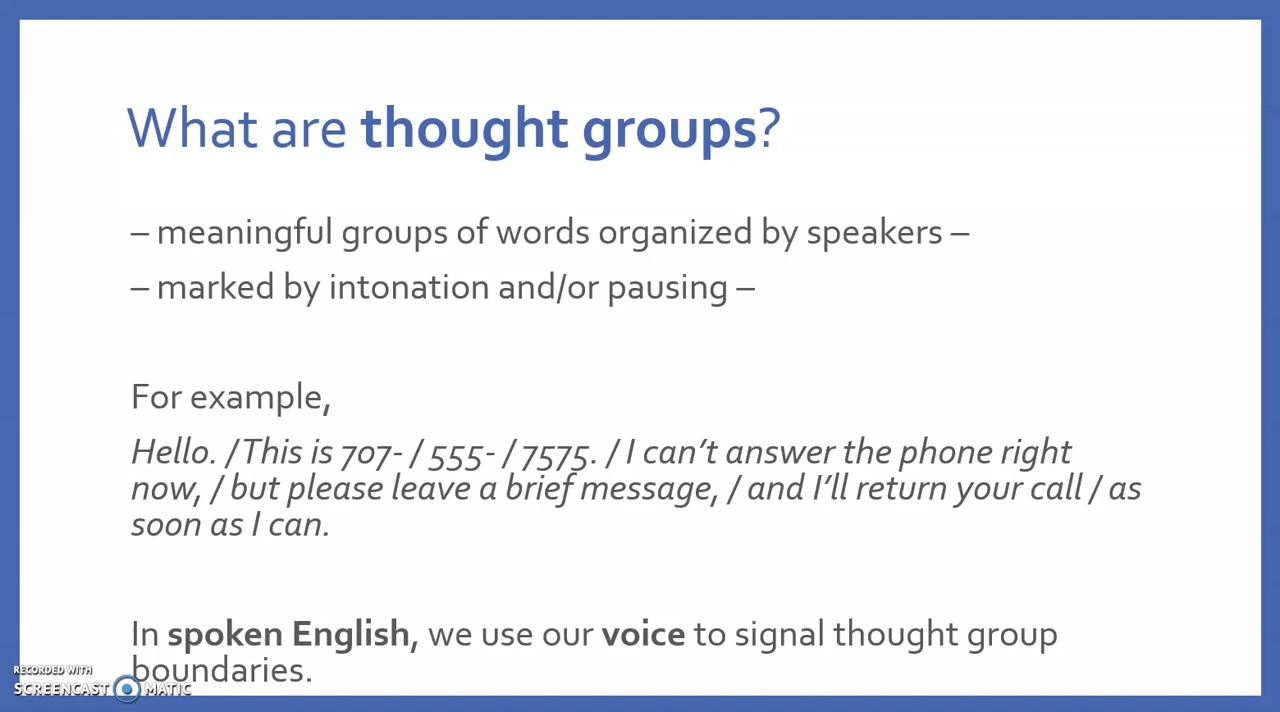 What are thought groups?
– meaningful groups of words organized by speakers –
– marked by intonation and/or pausing –
For example,
Hello. / This is 707- / 555- / 7575. / I can't answer the phone right
now, / but please leave a brief message, / and I'll return your call / as
soon as I can.
In spoken English, we use our voice to signal thought group
boundaries.
RECORDED WITH
SCREENCAST MATIC